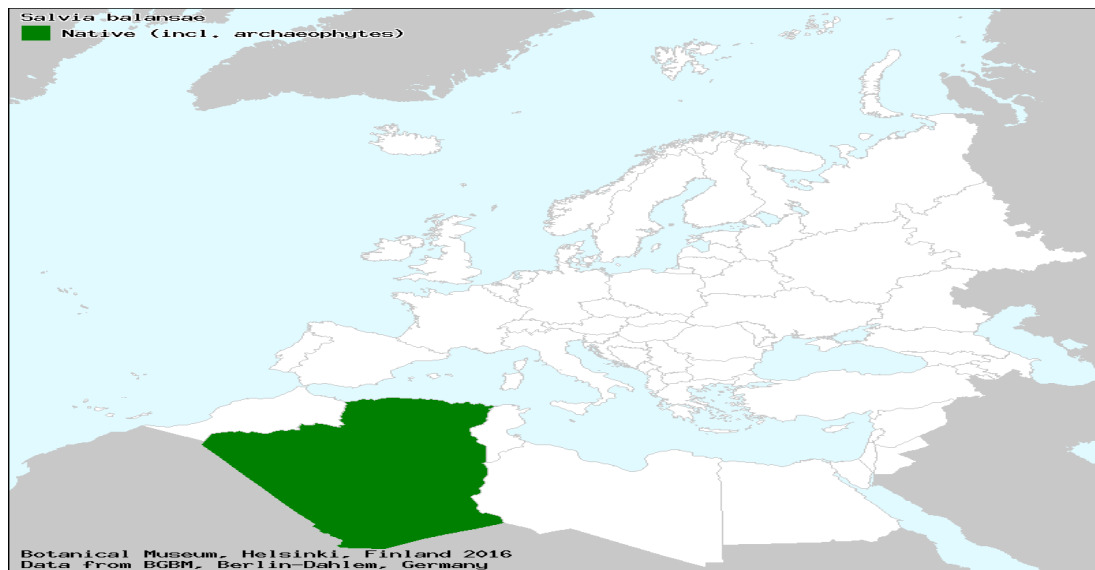 Salvia balansae
Native (incl. archaeophytes)
Botanical Museum, Helsinki, Finland 2016
Data from BGBM, Berlin-Dahlem, Germany